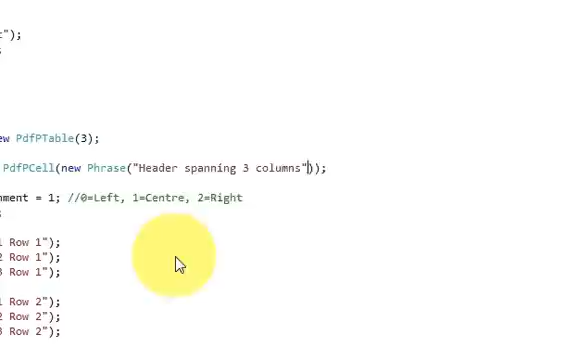 t");
;
ew PdfPTable(3);
PdfPCell(new Phrase("Header spanning 3 columns"));
nment = 1; //0=Left, 1=Centre, 2=Right
;
1 Row 1");
2 Row 1");
3 Row 1");
1 Row 2");
2 Row 2");
3 Row 2");